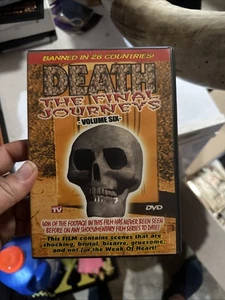 BANNED IN 26 COUNTRIES!
DEATH
THE FINAL
JOURNEYS
-VOLUME SIX-
TV
DVD
100% OF THE FOOTAGE IN THIS FILM HAS NEVER BEEN SEEN
BEFORE ON ANY SHOCKUMENTARY FILM SERIES TO DATE!
-This FILM contains scenes that are
shocking, brutal, bizarre, gruesome,
and not for the Weak Of Heart!